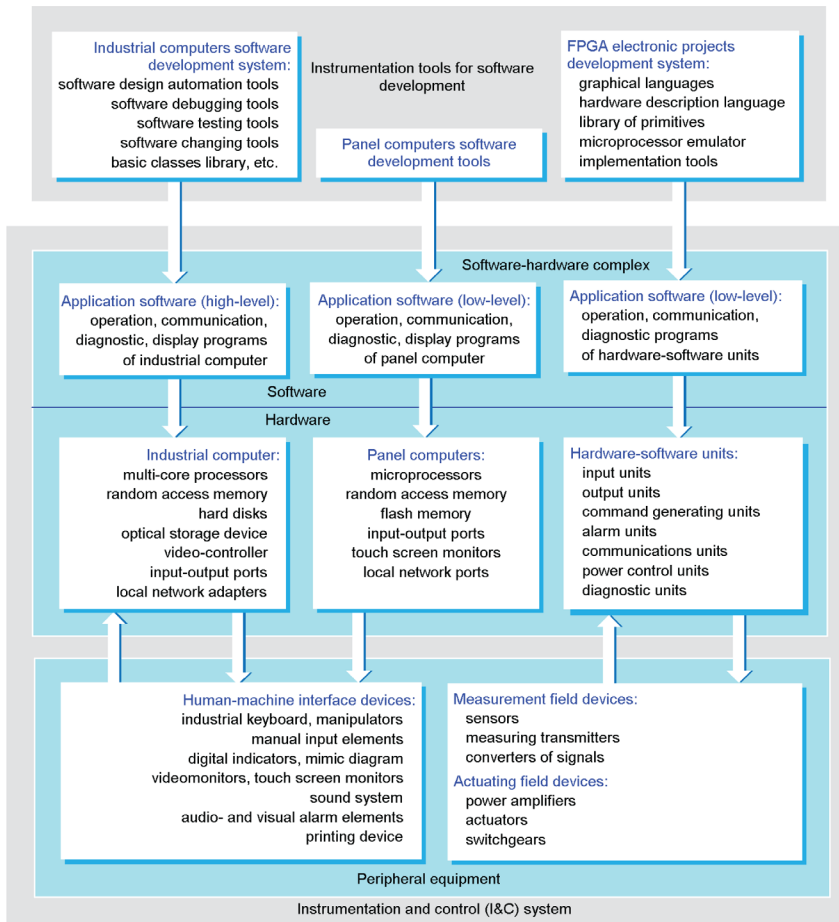 Industrial computers software
development system:
software design automation tools
software debugging tools
software testing tools
software changing tools
basic classes library, etc.
Instrumentation tools for software
development
Panel computers software
development tools
FPGA electronic projects
development system:
graphical languages
hardware description language
library of primitives
microprocessor emulator
implementation tools
Software-hardware complex
Application software (high-level):
operation, communication,
diagnostic, display programs
of industrial computer
Application software (low-level):
operation, communication,
diagnostic, display programs
of panel computer
Application software (low-level):
operation, communication,
diagnostic programs
of hardware-software units
Software
Hardware
Industrial computer:
multi-core processors
random access memory
hard disks
optical storage device
video-controller
input-output ports
local network adapters
Panel computers:
microprocessors
random access memory
flash memory
input-output ports
touch screen monitors
local network ports
Hardware-software units:
input units
output units
command generating units
alarm units
communications units
power control units
diagnostic units
Human-machine interface devices:
industrial keyboard, manipulators
manual input elements
digital indicators, mimic diagram
videomonitors, touch screen monitors
sound system
audio- and visual alarm elements
printing device
Measurement field devices:
sensors
measuring transmitters
converters of signals
Actuating field devices:
power amplifiers
actuators
switchgears
Peripheral equipment
Instrumentation and control (I&C) system